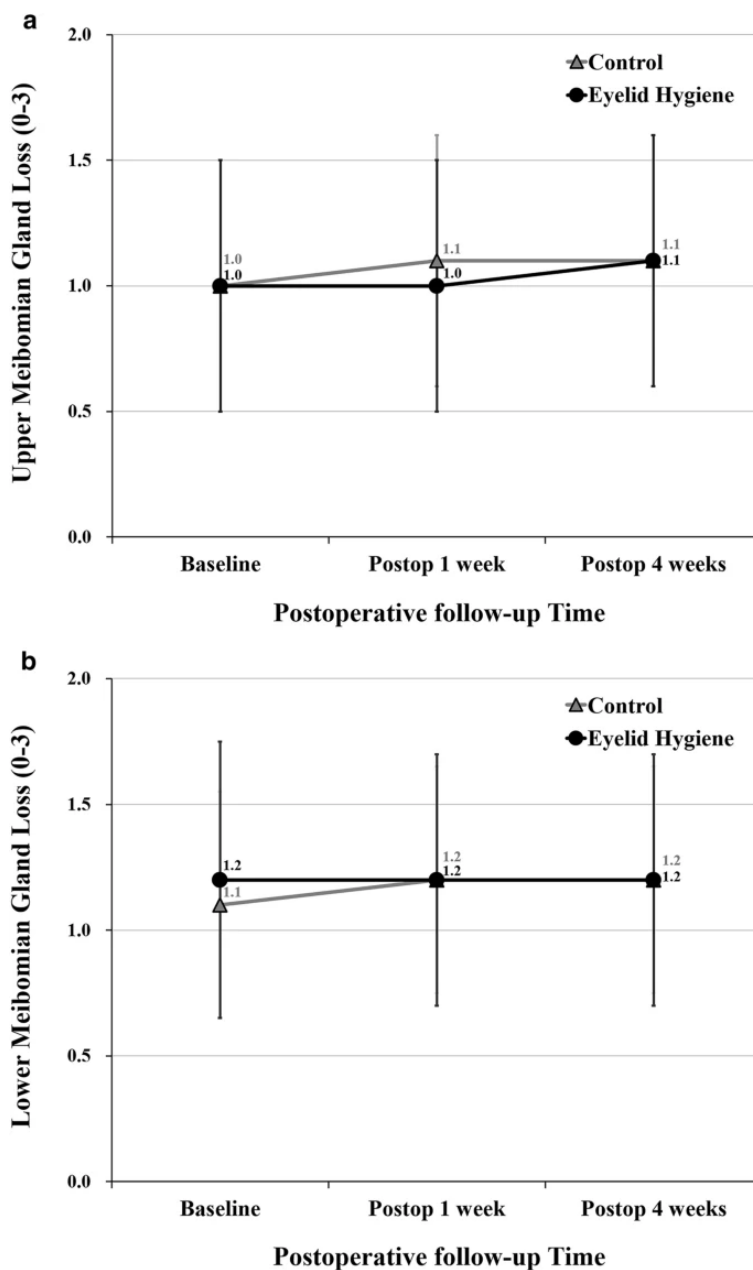 a
Upper Meibomian Gland Loss (0-3)
2.0
1.5
1.0
0.5
0.0
Control
Eyelid Hygiene
1.0
1.0
1.1
1.0
1.1
1.1
Baseline
Postop 1 week
Postop 4 weeks
Postoperative follow-up Time
b
Lower Meibomian Gland Loss (0-3)
2.0
1.5
1.0
0.5
0.0
Control
Eyelid Hygiene
1.2
1.1
1.2
1.2
1.2
1.2
Baseline
Postop 1 week
Postop 4 weeks
Postoperative follow-up Time